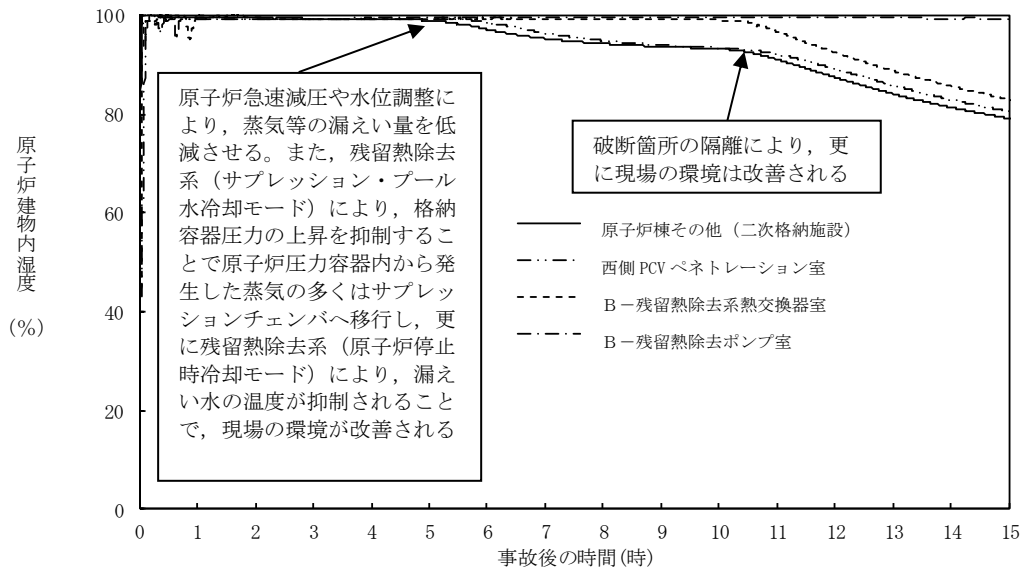 100
80
60
40
20
0
原子炉建物内湿度
(%)
原子炉急速減圧や水位調整に
より，蒸気等の漏えい量を低
減させる。また，残留熱除去
系（サプレッション・プール
水冷却モード）により，格納
容器圧力の上昇を抑制するこ
とで原子炉圧力容器内から発
生した蒸気の多くはサプレッ
ションチェンバへ移行し，更
に残留熱除去系（原子炉停止
時冷却モード）により，漏え
い水の温度が抑制されること
で，現場の環境が改善される
破断箇所の隔離により，更
に現場の環境は改善される
原子炉棟その他（二次格納施設）
西側 PCV ペネトレーション室
Ｂ－残留熱除去系熱交換器室
Ｂ－残留熱除去ポンプ室
0 1 2 3 4 5 6 7 8 9 10 11 12 13 14 15
事故後の時間(時)